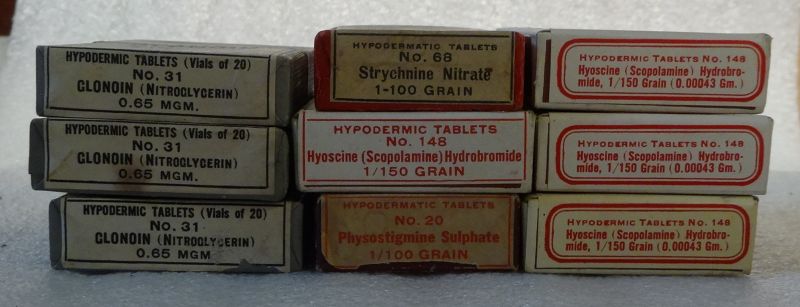 HYPODERMIC TABLETS (Vials of 20)
No. 31
GLONOIN (NITROGLYCERIN)
0.65 MGM.
HYPODERMIC TABLETS (Vials of 20)
No. 31
GLONOIN (NITROGLYCERIN)
0.65 MGM.
HYPODERMIC TABLETS (Vials of 20)
No. 31
GLONOIN (NITROGLYCERIN)
0.65 MGM
HYPODERMATIC TABLETS
No. 68
Strychnine Nitrate
1-100 GRAIN
HYPODERMIC TABLETS
No. 148
Hyoscine (Scopolamine) Hydrobromide
1/150 GRAIN
HYPODERMATIC TABLETS
No. 20
Physostigmine Sulphate
1/100 GRAIN
HYPODERMIC TABLETS No. 148
Hyoscine (Scopolamine) Hydrobro-
mide, 1/150 Grain (0.00043 Gm.)
HYPODERMIC TABLETS No. 148
Hyoscine (Scopolamine) Hydrobro-
mide, 1/150 Grain (0.00043 Gm.)
HYPODERMIC TABLETS No. 148
Hyoscine (Scopolamine) Hydrobro-
mide, 1/150 Grain (0.00043 Gm.)